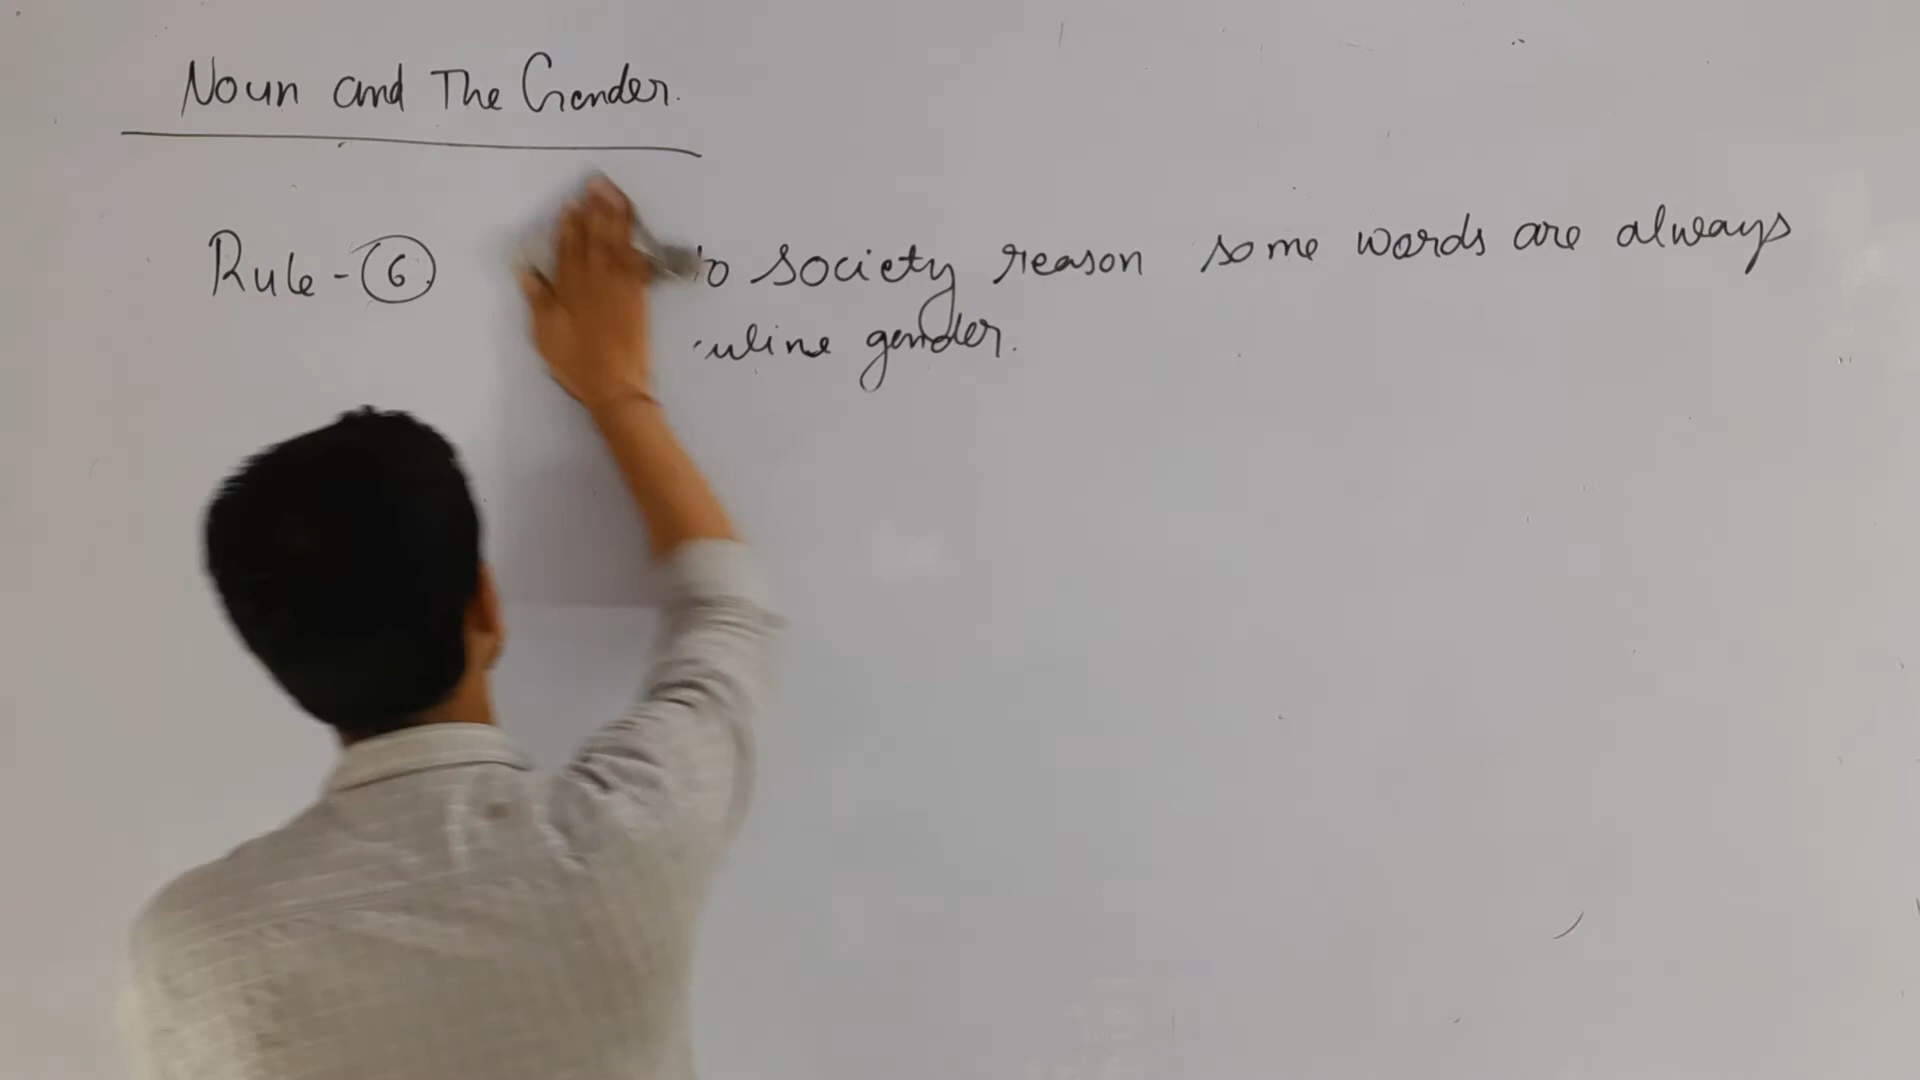 Noun and The Gender.
Rule - 6
society reason some words are always
gender.